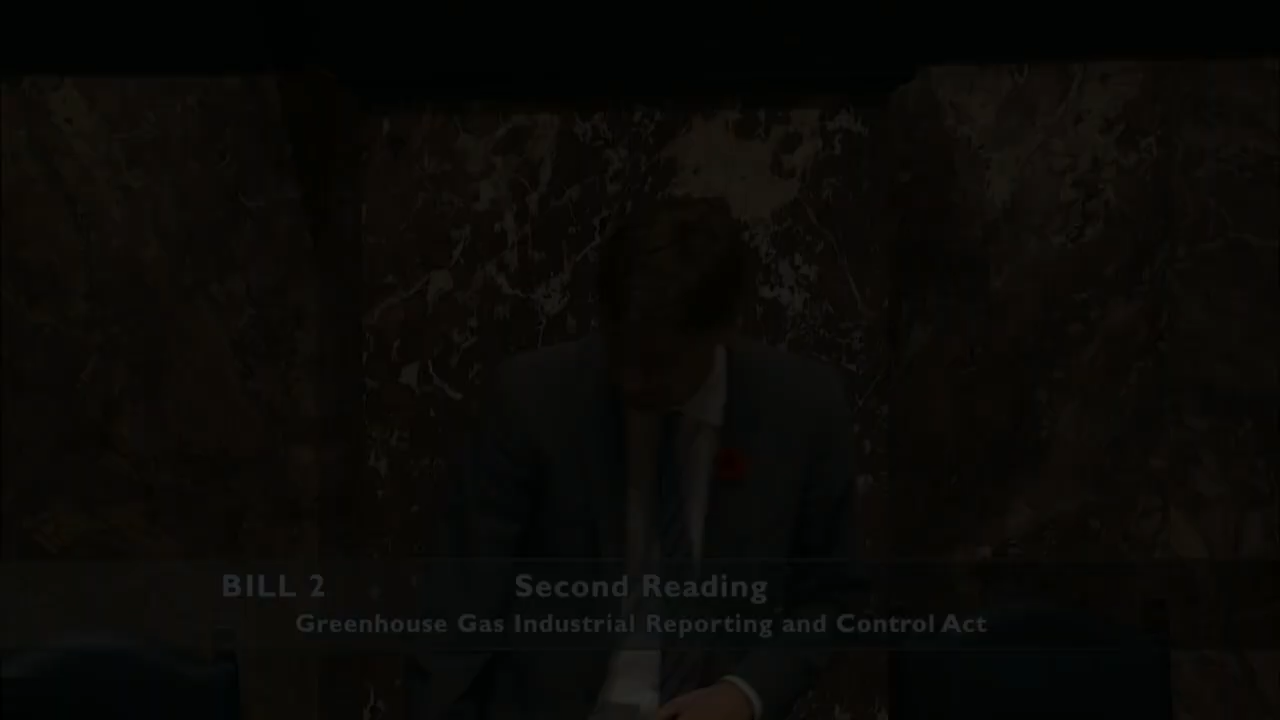 BILL 2 Second Reading
Greenhouse Gas Industrial Reporting and Control Act